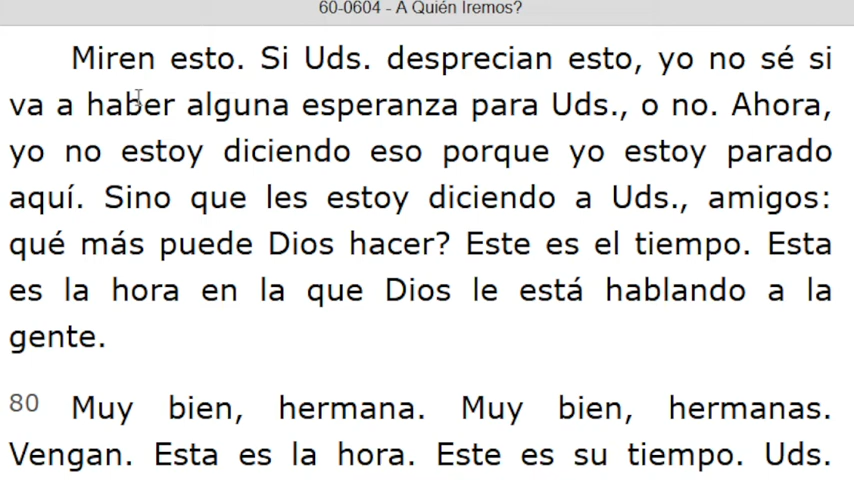 60-0604 - A Quién Iremos?
Miren esto. Si Uds. desprecian esto, yo no sé si
va a haber alguna esperanza para Uds., o no. Ahora,
yo no estoy diciendo eso porque yo estoy parado
aquí. Sino que les estoy diciendo a Uds., amigos:
qué más puede Dios hacer? Este es el tiempo. Esta
es la hora en la que Dios le está hablando a la
gente.
80 Muy bien, hermana. Muy bien, hermanas.
Vengan. Esta es la hora. Este es su tiempo. Uds.